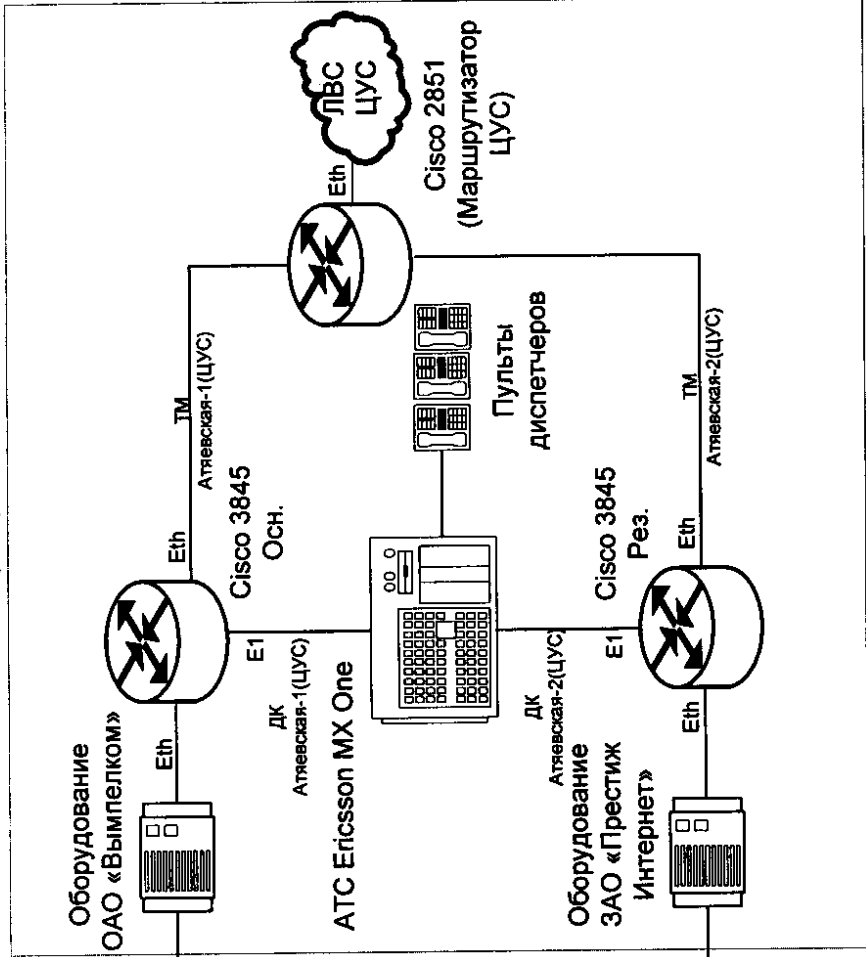 Оборудование
ОАО «Вымпелком»
Eth
Cisco 3845
Осн.
Eth
ТМ
Атяевская-1(ЦУС)
E1
ДК
Атяевская-1(ЦУС)
АТС Ericsson MX One
Пульты
диспетчеров
ЛВС
ЦУС
Eth
Cisco 2851
(Маршрутизатор
ЦУС)
ДК
Атяевская-2(ЦУС)
E1
Cisco 3845
Рез.
Eth
ТМ
Атяевская-2(ЦУС)
Оборудование
ЗАО «Престиж
Интернет»
Eth